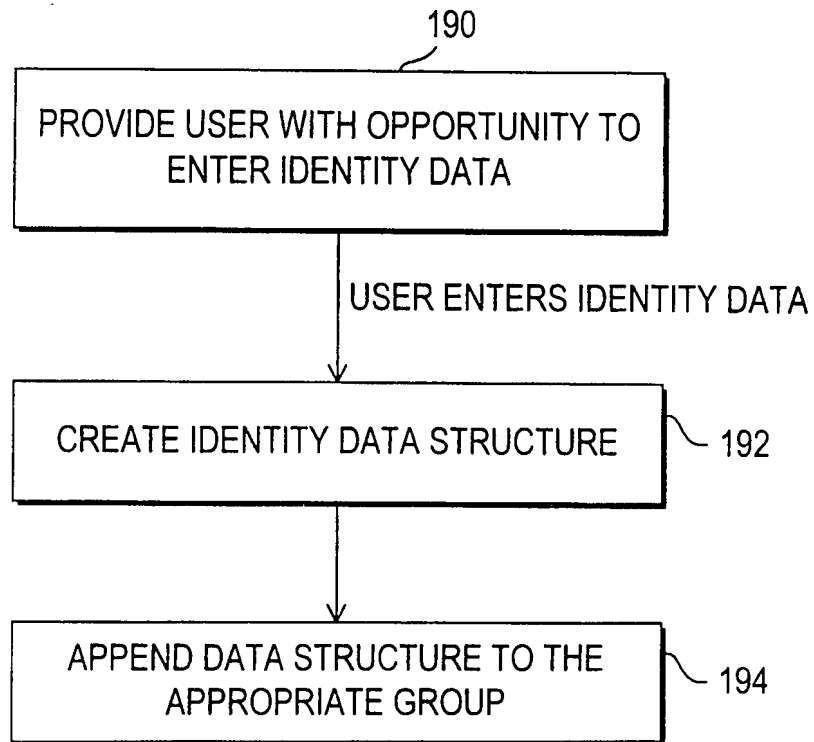 190
PROVIDE USER WITH OPPORTUNITY TO
ENTER IDENTITY DATA
USER ENTERS IDENTITY DATA
CREATE IDENTITY DATA STRUCTURE
192
APPEND DATA STRUCTURE TO THE
APPROPRIATE GROUP
194